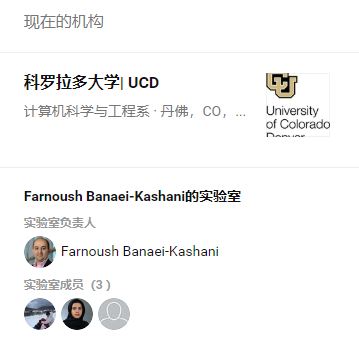 现在的机构
科罗拉多大学| UCD
计算机科学与工程系 · 丹佛，CO，...
University
of Colorado
Denver
Farnoush Banaei-Kashani的实验室
实验室负责人
Farnoush Banaei-Kashani
实验室成员（3 ）